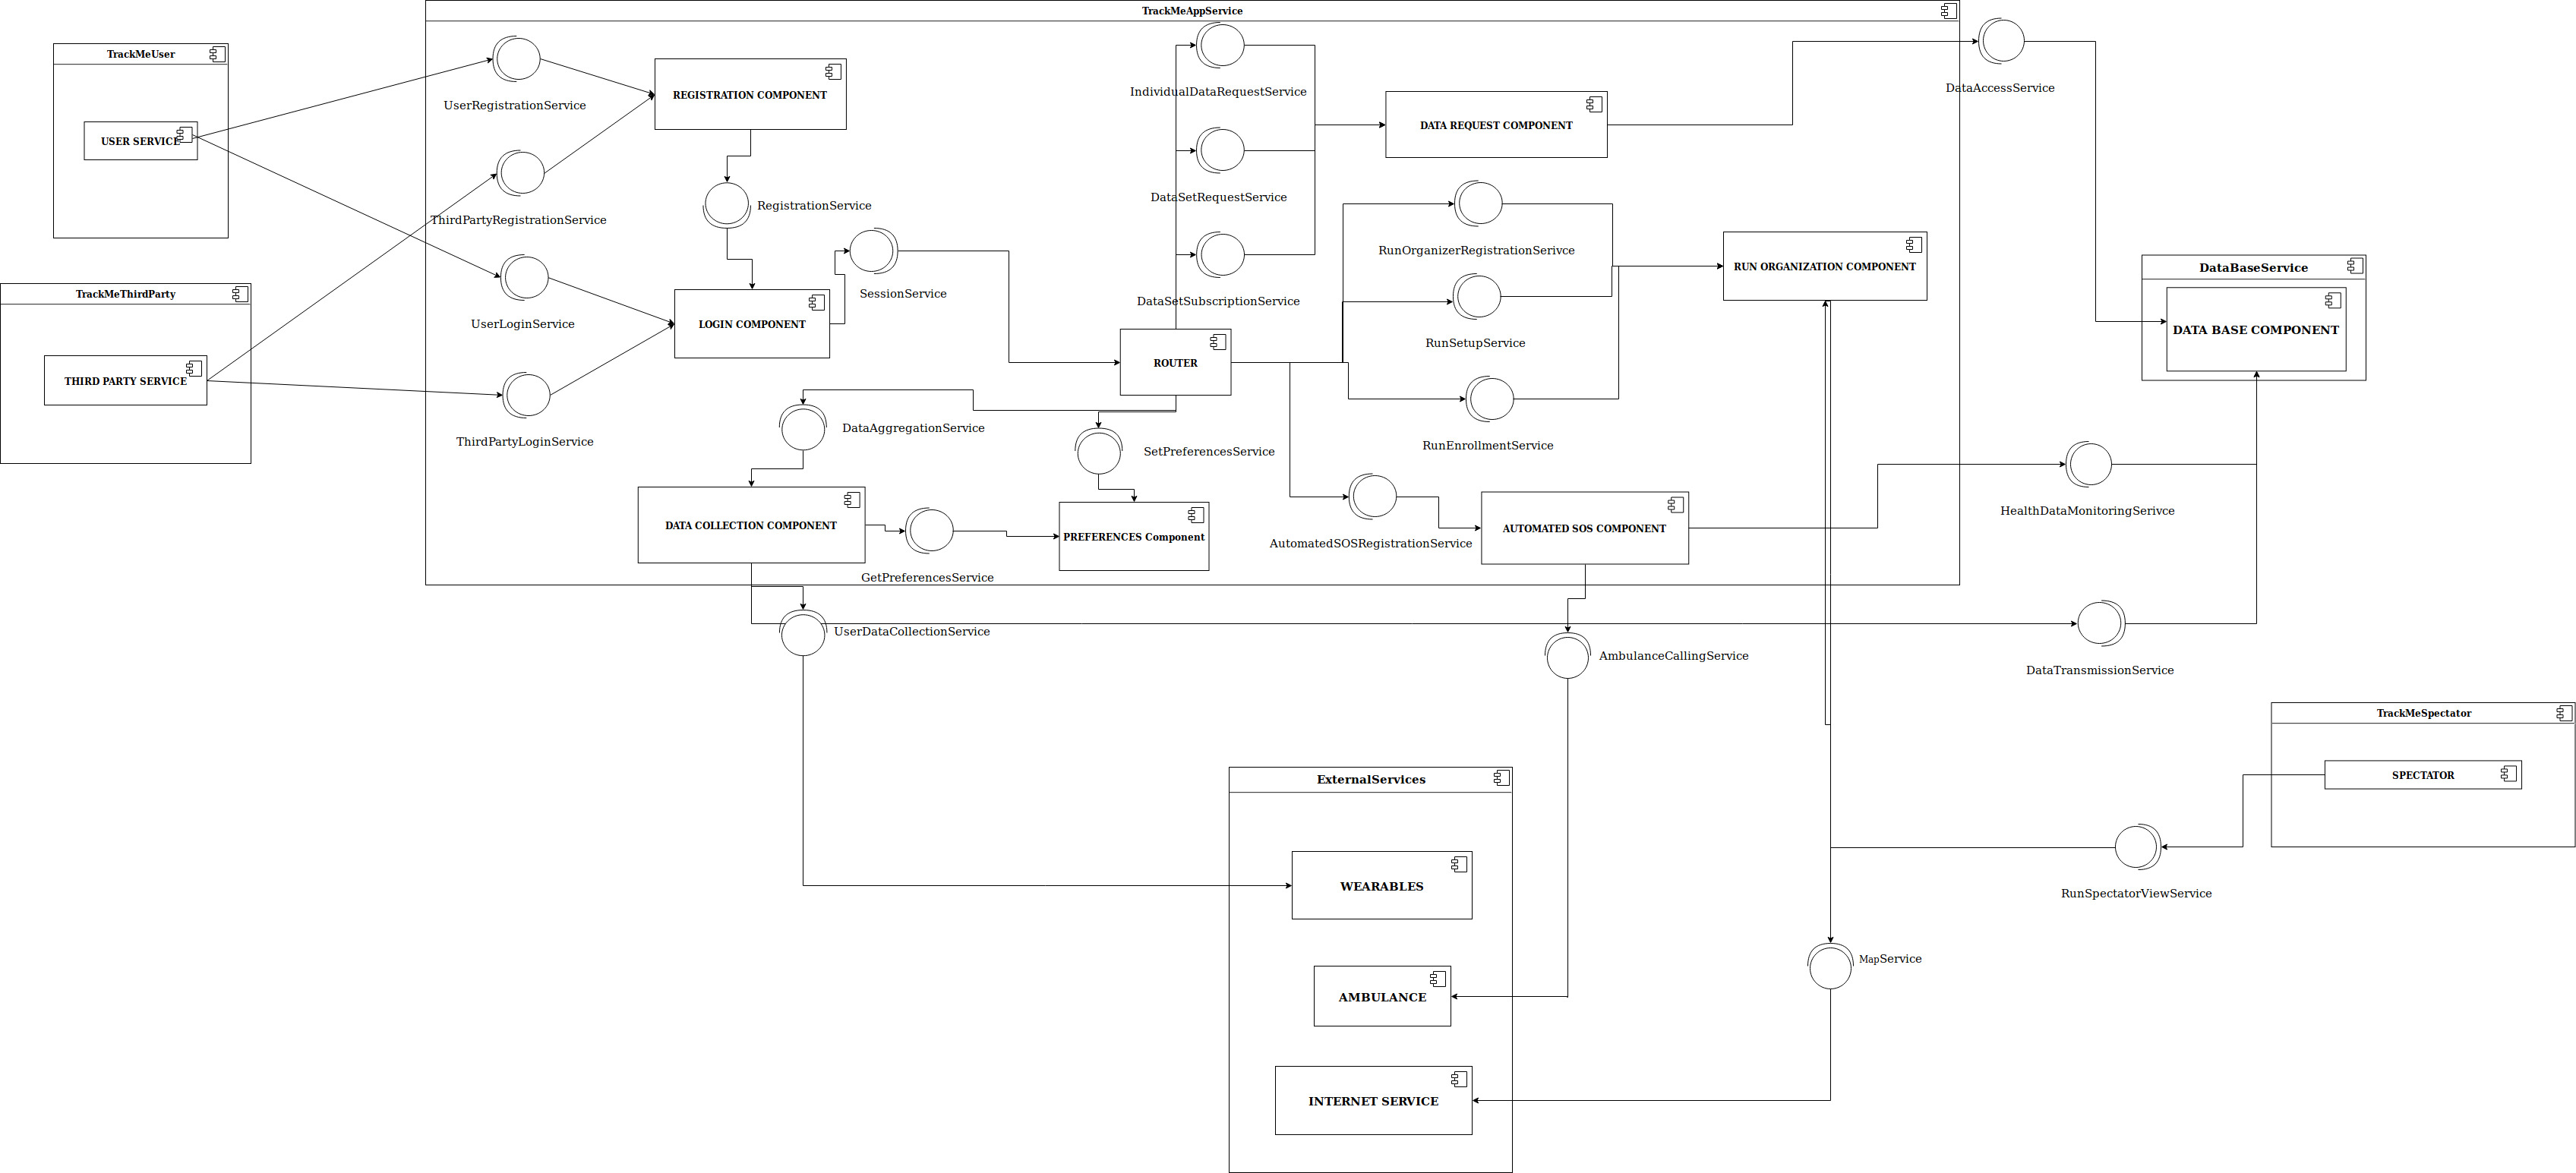 TrackMeAppService
TrackMeUser
USER SERVICE
TrackMeThirdParty
THIRD PARTY SERVICE
UserRegistrationService
ThirdPartyRegistrationService
UserLoginService
ThirdPartyLoginService
REGISTRATION COMPONENT
RegistrationService
LOGIN COMPONENT
SessionService
IndividualDataRequestService
DataSetRequestService
DataSetSubscriptionService
ROUTER
DATA REQUEST COMPONENT
RunOrganizerRegistrationSerivce
RunSetupService
RunEnrollmentService
RUN ORGANIZATION COMPONENT
DataAccessService
DataBaseService
DATA BASE COMPONENT
DataAggregationService
SetPreferencesService
DATA COLLECTION COMPONENT
GetPreferencesService
PREFERENCES Component
AutomatedSOSRegistrationService
AUTOMATED SOS COMPONENT
HealthDataMonitoringSerivce
UserDataCollectionService
AmbulanceCallingService
DataTransmissionService
TrackMeSpectator
SPECTATOR
RunSpectatorViewService
ExternalServices
WEARABLES
AMBULANCE
INTERNET SERVICE
MapService